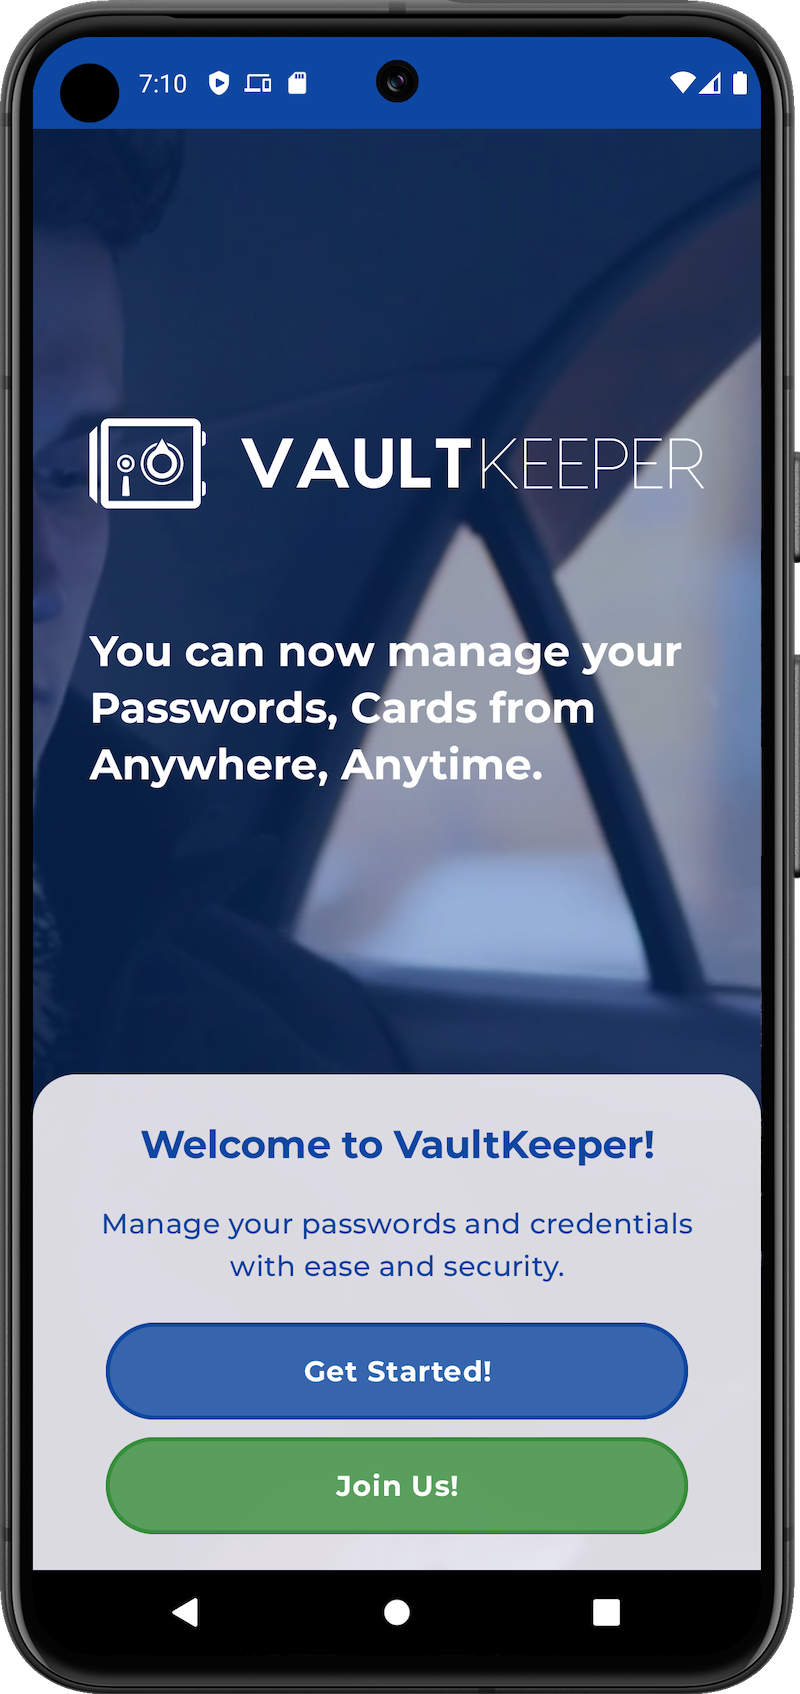 7:10
VAULTKEEPER
You can now manage your
Passwords, Cards from
Anywhere, Anytime.
Welcome to VaultKeeper!
Manage your passwords and credentials
with ease and security.
Get Started!
Join Us!